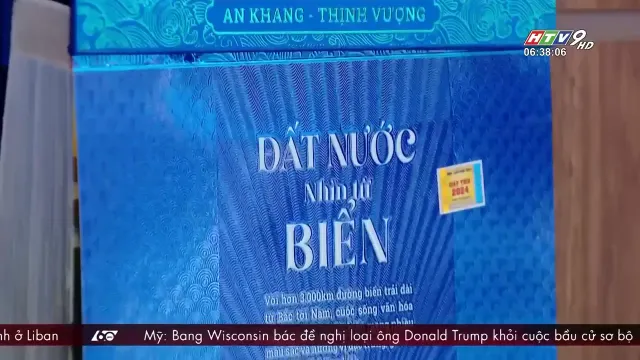 AN KHANG - THỊNH VƯỢNG
HTV9 HD
06:38:06
ĐẤT NƯỚC
Nhìn từ
BIỂN
2024
Với hơn 3.000km đường biển trải dài
từ Bắc tới Nam, cuộc sống văn hóa
nh ở Liban
Mỹ: Bang Wisconsin bác đề nghị loại ông Donald Trump khỏi cuộc bầu cử sơ bộ